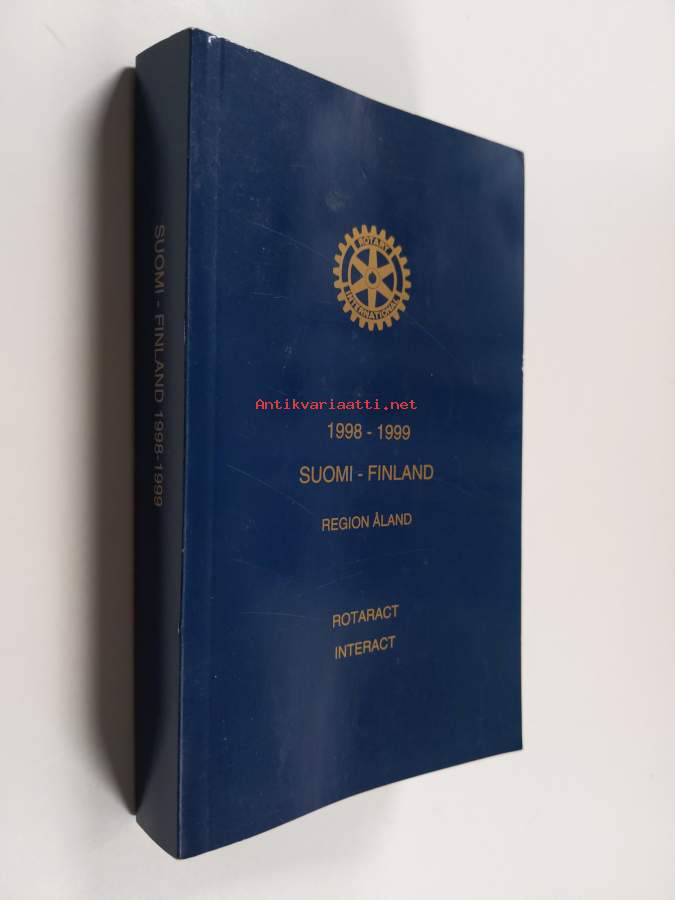 SUOMI - FINLAND 1998-1999
ROTARY
INTERNATIONAL
Antikvariaatti.net
1998 - 1999
SUOMI - FINLAND
REGION ÅLAND
ROTARACT
INTERACT